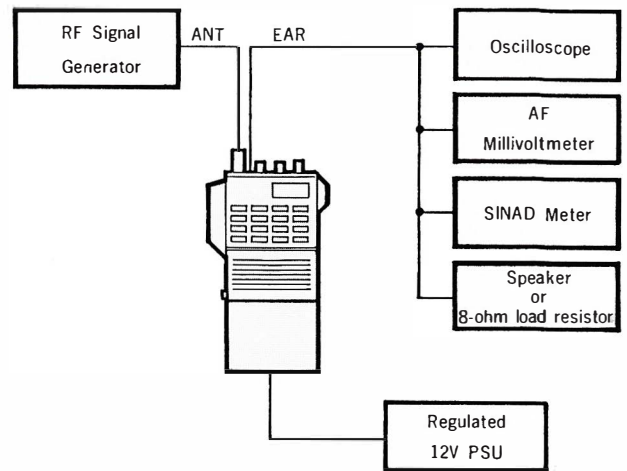 RF Signal
Generator
ANT
EAR
Oscilloscope
AF
Millivoltmeter
SINAD Meter
Speaker
or
8-ohm load resistor
Regulated
12V PSU